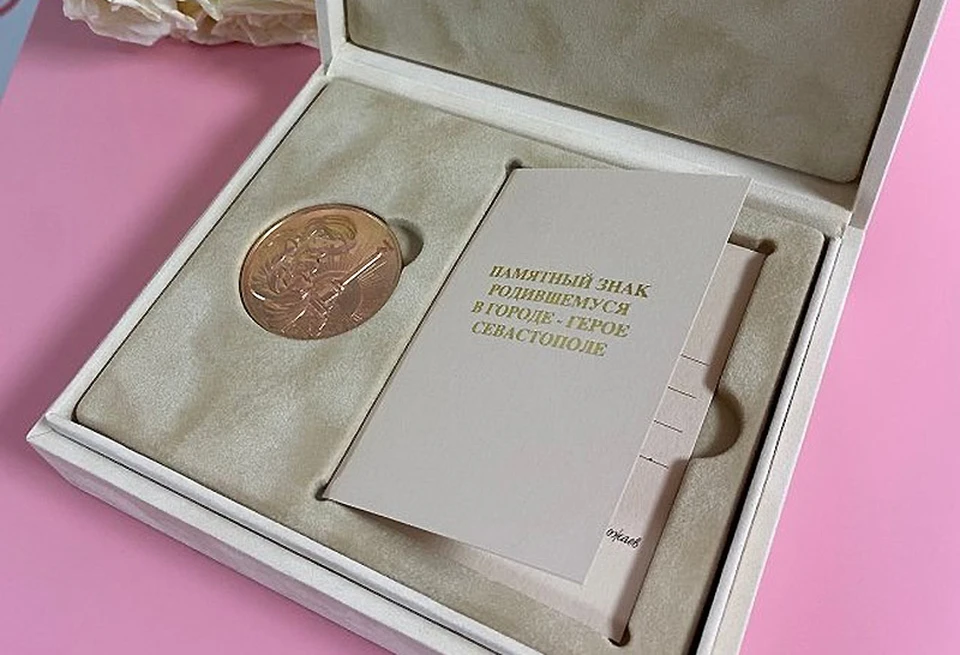 ПАМЯТНЫЙ ЗНАК
РОДИВШЕМУСЯ
В ГОРОДЕ - ГЕРОЕ
СЕВАСТОПОЛЕ